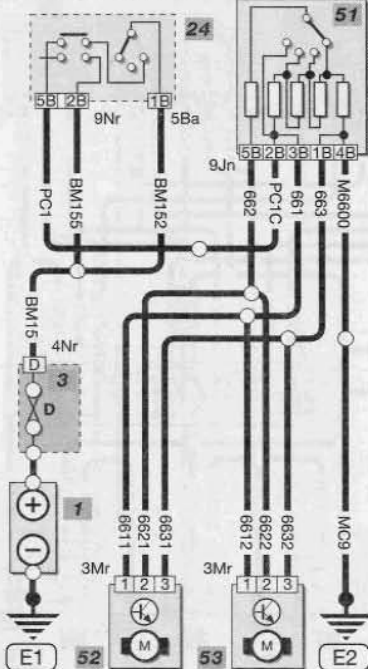 24
51
5B 2B 1B
9Nr 5Ba
5B 2B 3B 1B 4B
9Jn
PC1
BM155
BM152
662
PC1C
661
663
M6600
BM15
4Nr
D
3
D
+
1
−
6611
6621
6631
6612
6622
6632
MC9
3Mr 1 2 3
3Mr 1 2 3
M
M
E1
52
53
E2